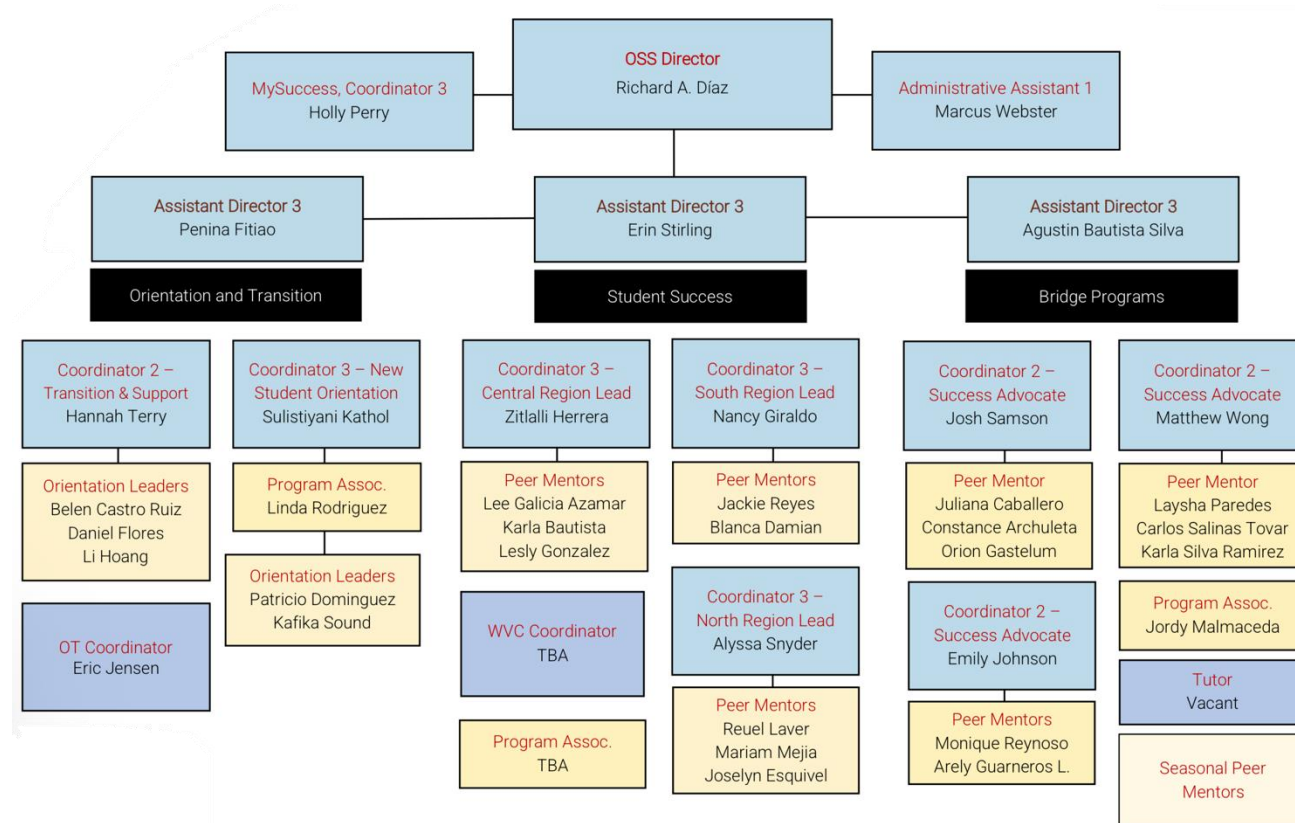 OSS Director
Richard A. Díaz
MySuccess, Coordinator 3
Holly Perry
Administrative Assistant 1
Marcus Webster
Assistant Director 3
Penina Fitiao
Assistant Director 3
Erin Stirling
Assistant Director 3
Agustin Bautista Silva
Orientation and Transition
Student Success
Bridge Programs
Coordinator 2 –
Transition & Support
Hannah Terry
Orientation Leaders
Belen Castro Ruiz
Daniel Flores
Li Hoang
OT Coordinator
Eric Jensen
Coordinator 3 – New
Student Orientation
Sulistiyani Kathol
Program Assoc.
Linda Rodriguez
Orientation Leaders
Patricio Dominguez
Kafika Sound
Coordinator 3 –
Central Region Lead
Zitlalli Herrera
Peer Mentors
Lee Galicia Azamar
Karla Bautista
Lesly Gonzalez
WVC Coordinator
TBA
Program Assoc.
TBA
Coordinator 3 –
South Region Lead
Nancy Giraldo
Peer Mentors
Jackie Reyes
Blanca Damian
Coordinator 3 –
North Region Lead
Alyssa Snyder
Peer Mentors
Reuel Laver
Mariam Mejia
Joselyn Esquivel
Coordinator 2 –
Success Advocate
Josh Samson
Peer Mentor
Juliana Caballero
Constance Archuleta
Orion Gastelum
Coordinator 2 –
Success Advocate
Emily Johnson
Peer Mentors
Monique Reynoso
Arely Guarneros L.
Coordinator 2 –
Success Advocate
Matthew Wong
Peer Mentor
Laysha Paredes
Carlos Salinas Tovar
Karla Silva Ramirez
Program Assoc.
Jordy Malmaceda
Tutor
Vacant
Seasonal Peer
Mentors